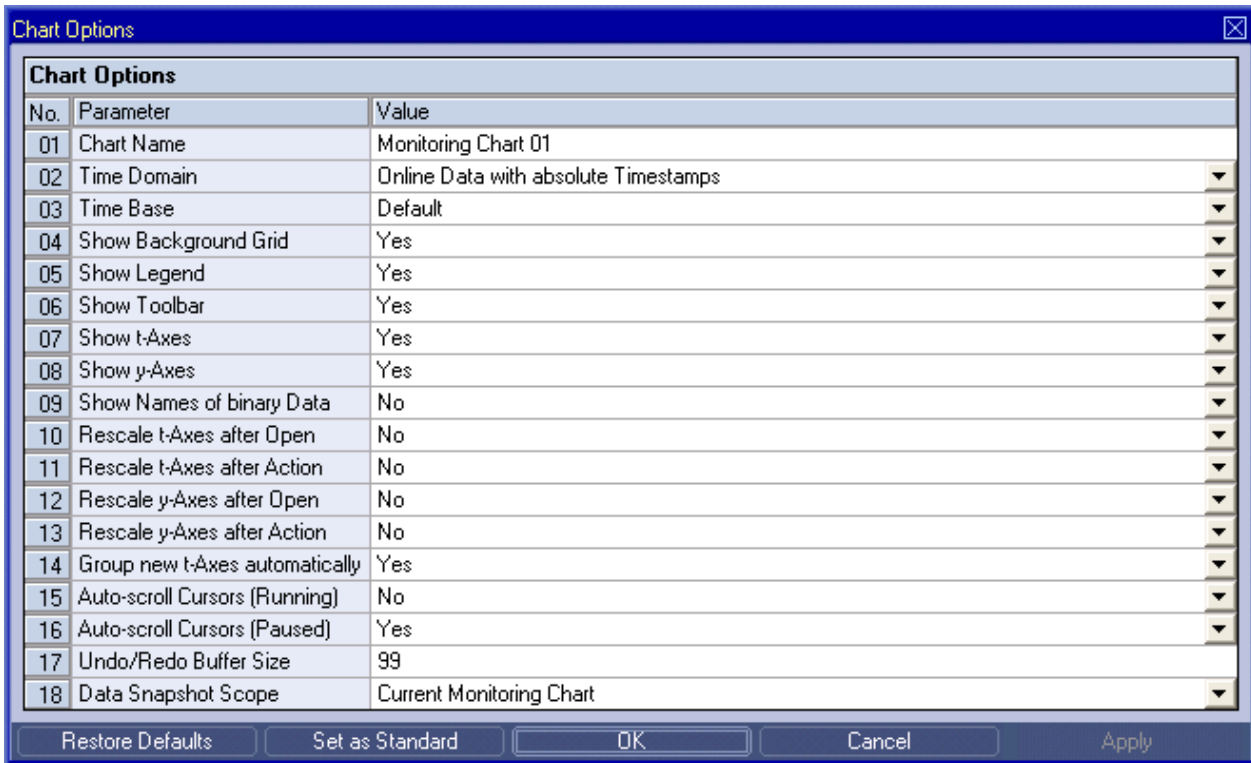 Chart Options
Chart Options
No. Parameter Value
01 Chart Name Monitoring Chart 01
02 Time Domain Online Data with absolute Timestamps
03 Time Base Default
04 Show Background Grid Yes
05 Show Legend Yes
06 Show Toolbar Yes
07 Show t-Axes Yes
08 Show y-Axes Yes
09 Show Names of binary Data No
10 Rescale t-Axes after Open No
11 Rescale t-Axes after Action No
12 Rescale y-Axes after Open No
13 Rescale y-Axes after Action No
14 Group new t-Axes automatically Yes
15 Auto-scroll Cursors (Running) No
16 Auto-scroll Cursors (Paused) Yes
17 Undo/Redo Buffer Size 99
18 Data Snapshot Scope Current Monitoring Chart
Restore Defaults Set as Standard OK Cancel Apply